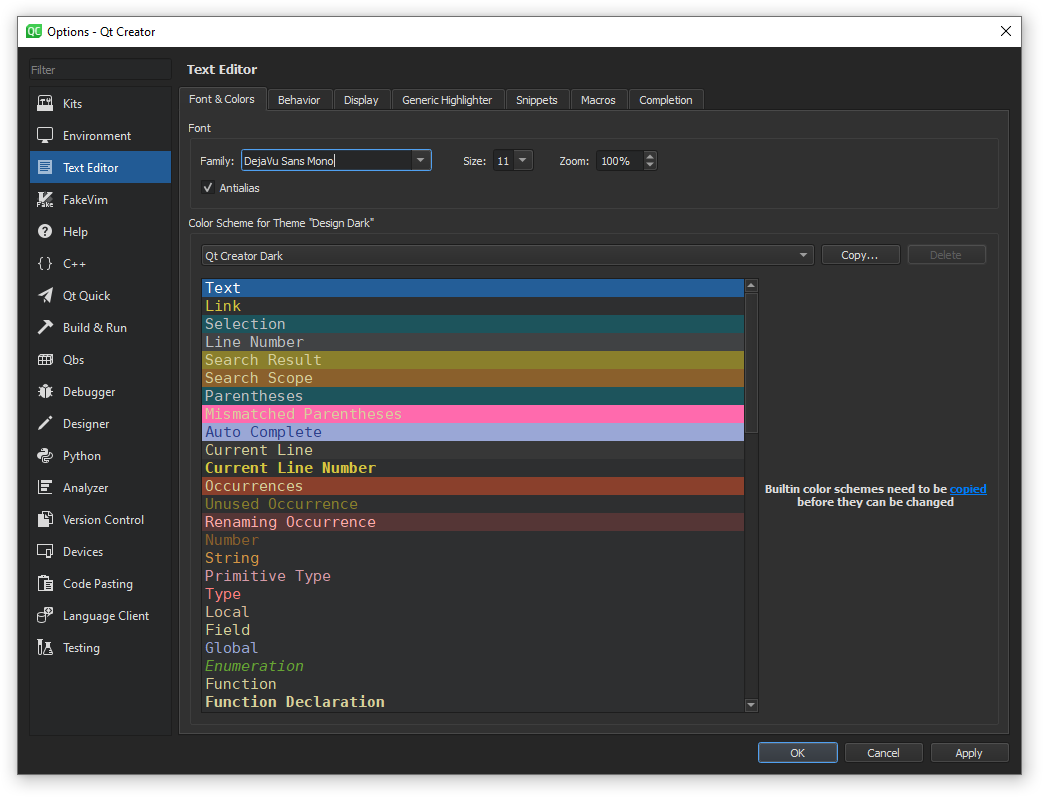 QC Options - Qt Creator
Filter
Kits
Environment
Text Editor
FakeVim
Help
C++
Qt Quick
Build & Run
Qbs
Debugger
Designer
Python
Analyzer
Version Control
Devices
Code Pasting
Language Client
Testing
Text Editor
Font & Colors Behavior Display Generic Highlighter Snippets Macros Completion
Font
Family: DejaVu Sans Mono Size: 11 Zoom: 100%
Antialias
Color Scheme for Theme "Design Dark"
Qt Creator Dark Copy... Delete
Text
Link
Selection
Line Number
Search Result
Search Scope
Parentheses
Mismatched Parentheses
Auto Complete
Current Line
Current Line Number
Occurrences
Unused Occurrence
Renaming Occurrence
Number
String
Primitive Type
Type
Local
Field
Global
Enumeration
Function
Function Declaration
Builtin color schemes need to be copied
before they can be changed
OK Cancel Apply